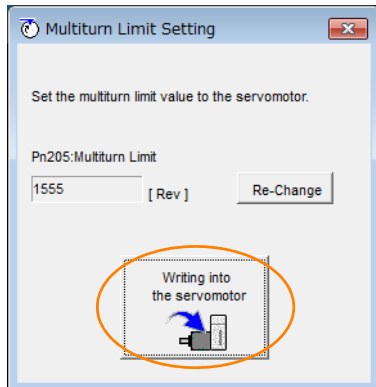 Multiturn Limit Setting
Set the multiturn limit value to the servomotor.
Pn205:Multiturn Limit
1555 [ Rev ] Re-Change
Writing into
the servomotor